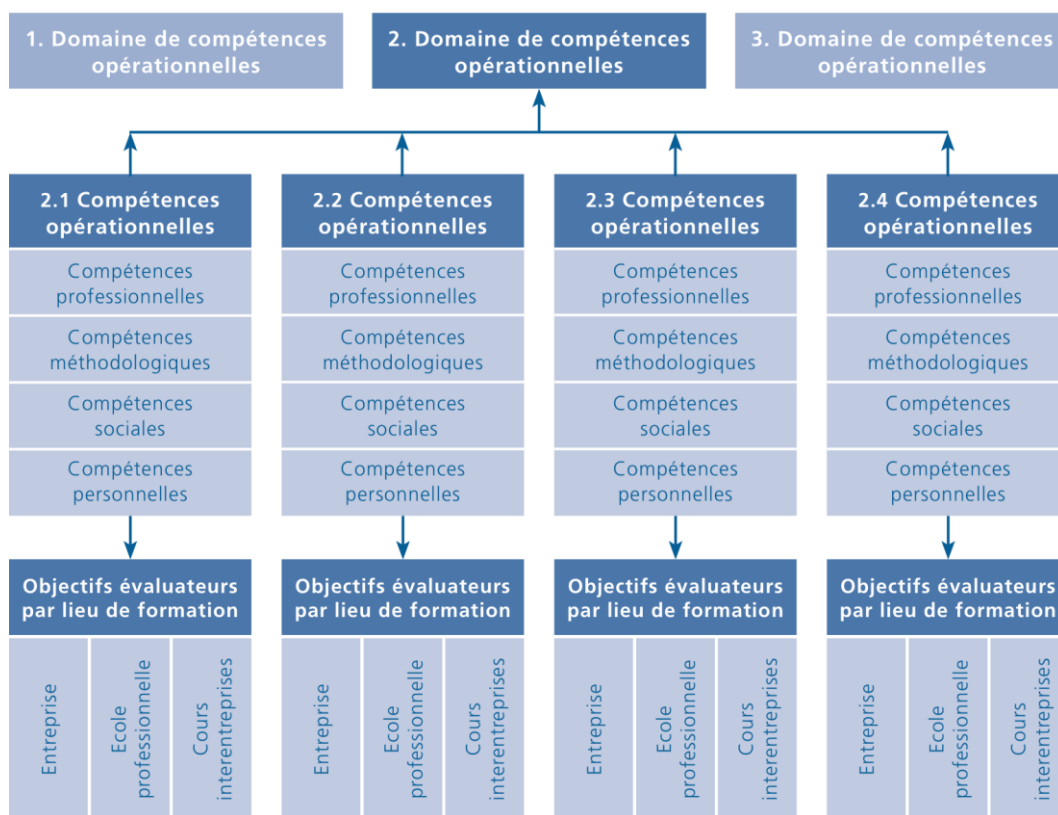 1. Domaine de compétences
opérationnelles
2. Domaine de compétences
opérationnelles
3. Domaine de compétences
opérationnelles
2.1 Compétences
opérationnelles
2.2 Compétences
opérationnelles
2.3 Compétences
opérationnelles
2.4 Compétences
opérationnelles
Compétences
professionnelles
Compétences
professionnelles
Compétences
professionnelles
Compétences
professionnelles
Compétences
méthodologiques
Compétences
méthodologiques
Compétences
méthodologiques
Compétences
méthodologiques
Compétences
sociales
Compétences
sociales
Compétences
sociales
Compétences
sociales
Compétences
personnelles
Compétences
personnelles
Compétences
personnelles
Compétences
personnelles
Objectifs évaluateurs
par lieu de formation
Objectifs évaluateurs
par lieu de formation
Objectifs évaluateurs
par lieu de formation
Objectifs évaluateurs
par lieu de formation
Entreprise
Ecole
professionnelle
Cours
interentreprises
Entreprise
Ecole
professionnelle
Cours
interentreprises
Entreprise
Ecole
professionnelle
Cours
interentreprises
Entreprise
Ecole
professionnelle
Cours
interentreprises